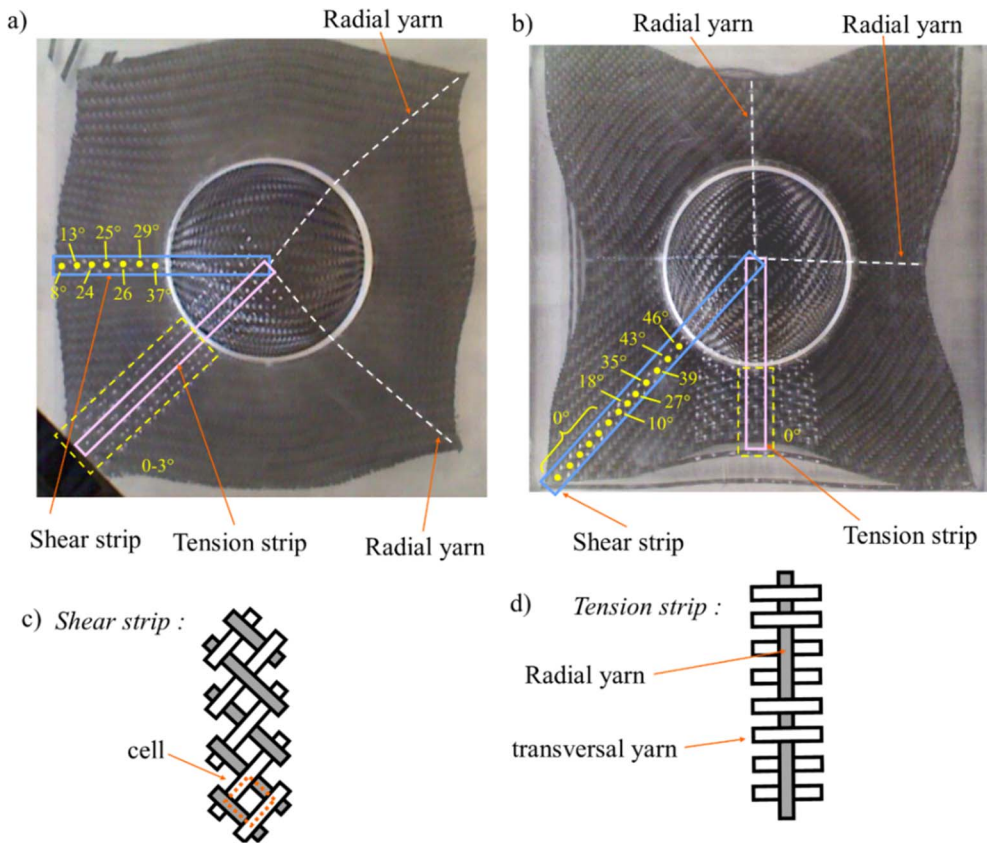 a)
Radial yarn
13°
25°
29°
8°
24
26
37°
0-3°
Shear strip
Tension strip
Radial yarn
b)
Radial yarn
Radial yarn
46°
43°
35°
39
18°
27°
0°
10°
0°
Shear strip
Tension strip
c) Shear strip :
cell
d) Tension strip :
Radial yarn
transversal yarn